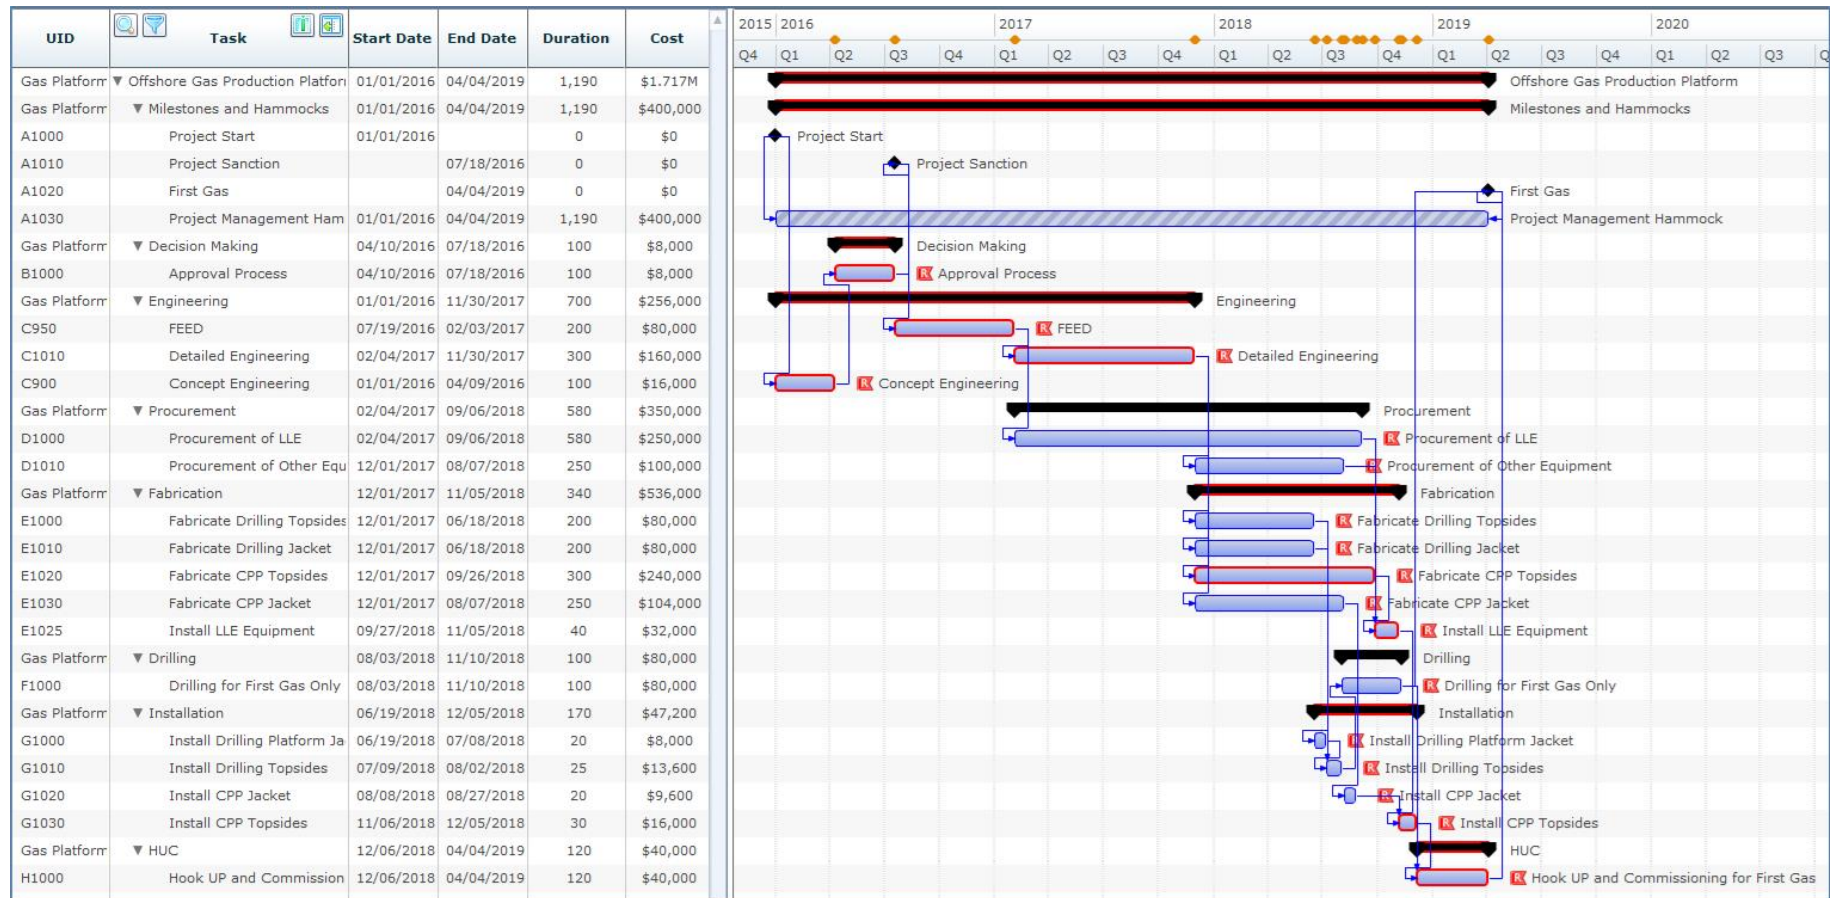 UID Task Start Date End Date Duration Cost
2015 2016 2017 2018 2019 2020
Q4 Q1 Q2 Q3 Q4 Q1 Q2 Q3 Q4 Q1 Q2 Q3 Q4 Q1 Q2 Q3 Q4 Q1 Q2 Q3
Gas Platform Offshore Gas Production Platforr 01/01/2016 04/04/2019 1,190 $1.717M Offshore Gas Production Platform
Gas Platform Milestones and Hammocks 01/01/2016 04/04/2019 1,190 $400,000 Milestones and Hammocks
A1000 Project Start 01/01/2016 0 $0 Project Start
A1010 Project Sanction 07/18/2016 0 $0 Project Sanction
A1020 First Gas 04/04/2019 0 $0 First Gas
A1030 Project Management Ham 01/01/2016 04/04/2019 1,190 $400,000 Project Management Hammock
Gas Platform Decision Making 04/10/2016 07/18/2016 100 $8,000 Decision Making
B1000 Approval Process 04/10/2016 07/18/2016 100 $8,000 R Approval Process
Gas Platform Engineering 01/01/2016 11/30/2017 700 $256,000 Engineering
C950 FEED 07/19/2016 02/03/2017 200 $80,000 R FEED
C1010 Detailed Engineering 02/04/2017 11/30/2017 300 $160,000 R Detailed Engineering
C900 Concept Engineering 01/01/2016 04/09/2016 100 $16,000 R Concept Engineering
Gas Platform Procurement 02/04/2017 09/06/2018 580 $350,000 Procurement
D1000 Procurement of LLE 02/04/2017 09/06/2018 580 $250,000 R Procurement of LLE
D1010 Procurement of Other Equ 12/01/2017 08/07/2018 250 $100,000 R Procurement of Other Equipment
Gas Platform Fabrication 12/01/2017 11/05/2018 340 $536,000 Fabrication
E1000 Fabricate Drilling Topsides 12/01/2017 06/18/2018 200 $80,000 R Fabricate Drilling Topsides
E1010 Fabricate Drilling Jacket 12/01/2017 06/18/2018 200 $80,000 R Fabricate Drilling Jacket
E1020 Fabricate CPP Topsides 12/01/2017 09/26/2018 300 $240,000 R Fabricate CPP Topsides
E1030 Fabricate CPP Jacket 12/01/2017 08/07/2018 250 $104,000 R Fabricate CPP Jacket
E1025 Install LLE Equipment 09/27/2018 11/05/2018 40 $32,000 R Install LLE Equipment
Gas Platform Drilling 08/03/2018 11/10/2018 100 $80,000 Drilling
F1000 Drilling for First Gas Only 08/03/2018 11/10/2018 100 $80,000 R Drilling for First Gas Only
Gas Platform Installation 06/19/2018 12/05/2018 170 $47,200 Installation
G1000 Install Drilling Platform Ja 06/19/2018 07/08/2018 20 $8,000 R Install Drilling Platform Jacket
G1010 Install Drilling Topsides 07/09/2018 08/02/2018 25 $13,600 R Install Drilling Topsides
G1020 Install CPP Jacket 08/08/2018 08/27/2018 20 $9,600 R Install CPP Jacket
G1030 Install CPP Topsides 11/06/2018 12/05/2018 30 $16,000 R Install CPP Topsides
Gas Platform HUC 12/06/2018 04/04/2019 120 $40,000 HUC
H1000 Hook UP and Commission 12/06/2018 04/04/2019 120 $40,000 R Hook UP and Commissioning for First Gas